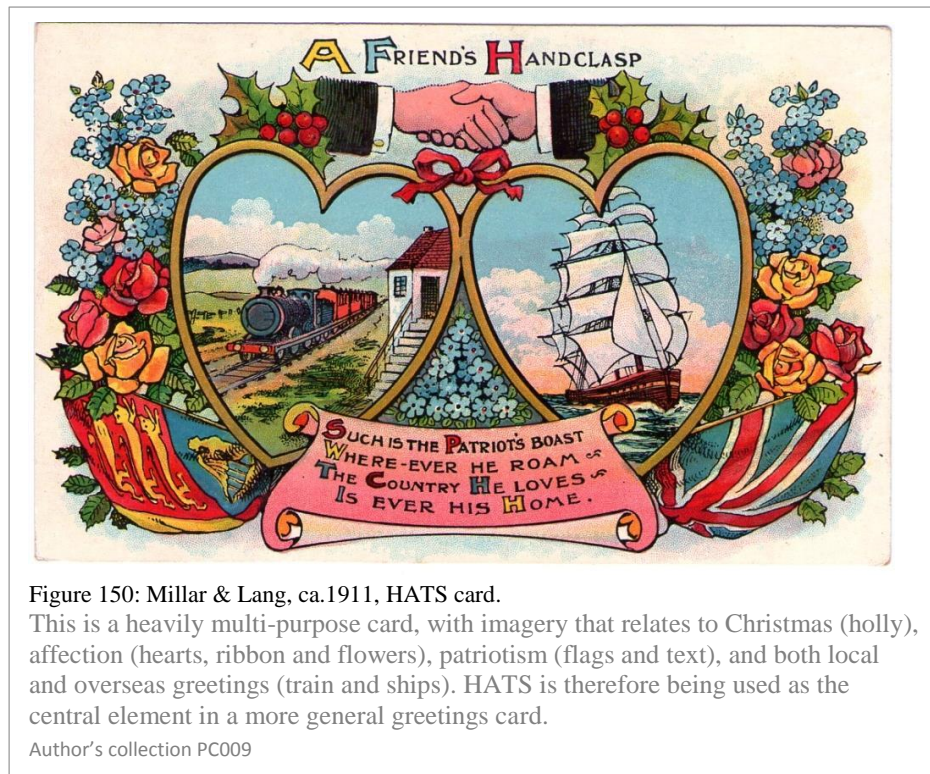 A FRIEND'S HANDCLASP
SUCH IS THE PATRIOT'S BOAST
WHERE-EVER HE ROAM
THE COUNTRY HE LOVES
IS EVER HIS HOME.
Figure 150: Millar & Lang, ca.1911, HATS card.
This is a heavily multi-purpose card, with imagery that relates to Christmas (holly),
affection (hearts, ribbon and flowers), patriotism (flags and text), and both local
and overseas greetings (train and ships). HATS is therefore being used as the
central element in a more general greetings card.
Author's collection PC009